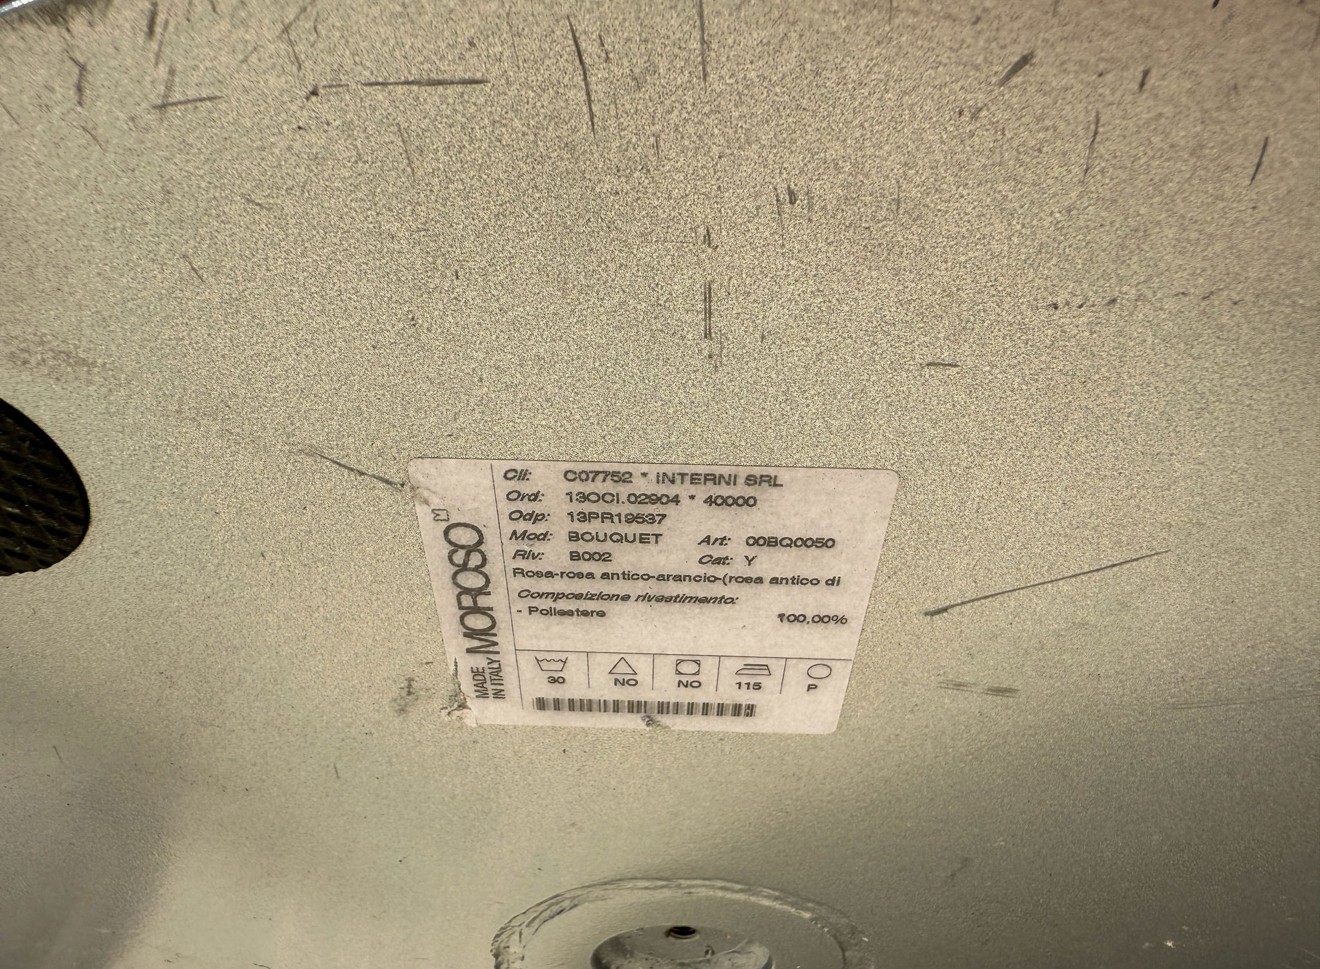 MOROSO
MADE
IN ITALY
Cli: C07752 * INTERNI SRL
Ord: 13OCI.02904 * 40000
Odp: 13PR19537
Mod: BOUQUET Art: 00BQ0050
Riv: B002 Cat: Y
Rosa-rosa antico-arancio-(rosa antico di
Composizione rivestimento:
- Poliestere 100,00%
30 NO NO 115 P